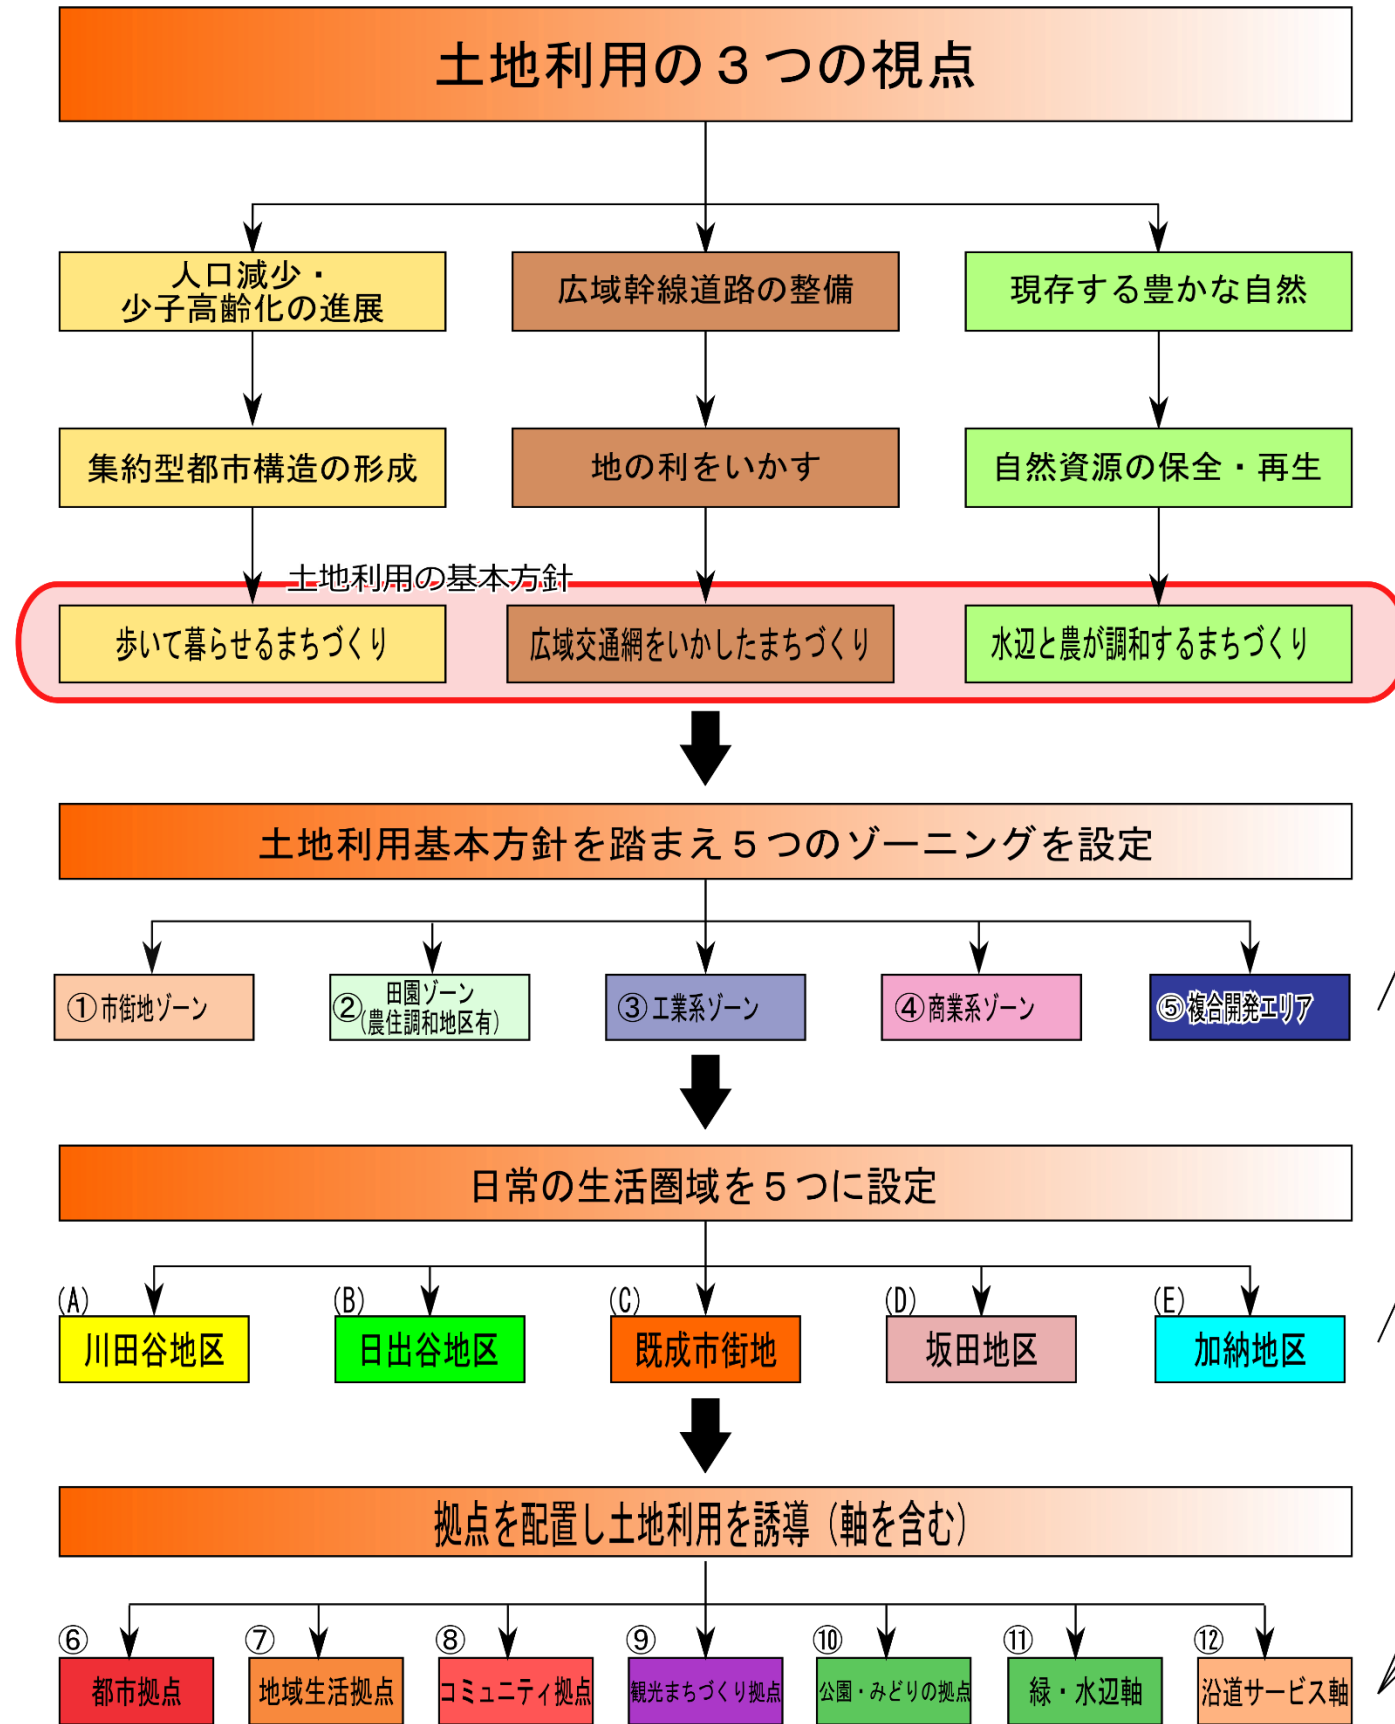 土地利用の３つの視点
人口減少・
少子高齢化の進展
広域幹線道路の整備
現存する豊かな自然
集約型都市構造の形成
地の利をいかす
自然資源の保全・再生
土地利用の基本方針
歩いて暮らせるまちづくり
広域交通網をいかしたまちづくり
水辺と農が調和するまちづくり
土地利用基本方針を踏まえ５つのゾーニングを設定
①市街地ゾーン
②田園ゾーン
(農住調和地区有)
③工業系ゾーン
④商業系ゾーン
⑤複合開発エリア
日常の生活圏域を５つに設定
(A)
川田谷地区
(B)
日出谷地区
(C)
既成市街地
(D)
坂田地区
(E)
加納地区
拠点を配置し土地利用を誘導（軸を含む）
⑥
都市拠点
⑦
地域生活拠点
⑧
コミュニティ拠点
⑨
観光まちづくり拠点
⑩
公園・みどりの拠点
⑪
緑・水辺軸
⑫
沿道サービス軸